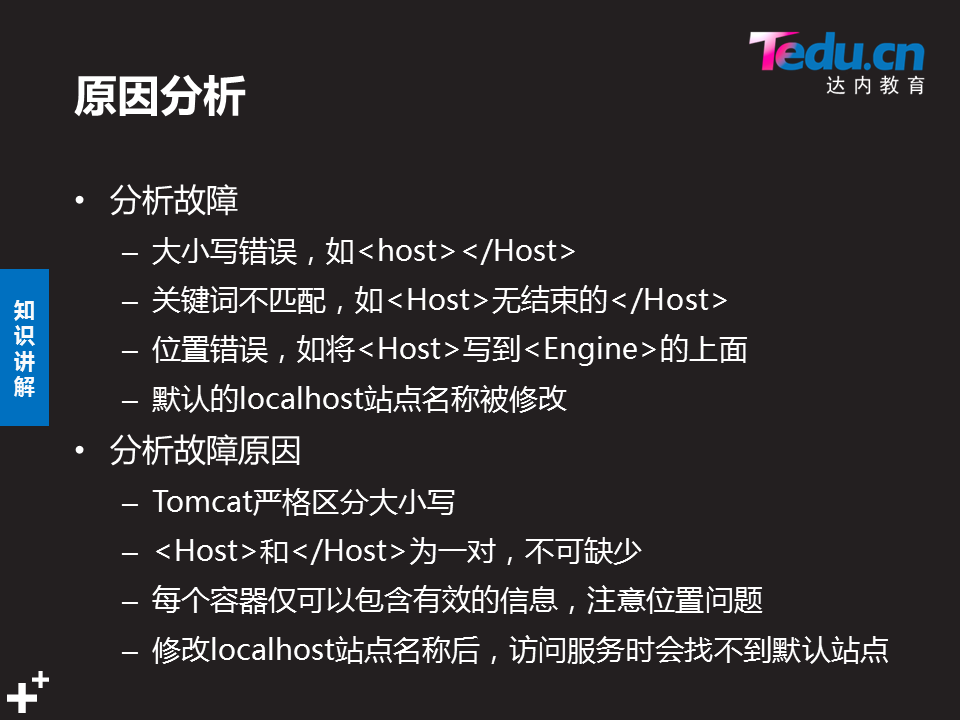 Tedu.cn
达内教育
原因分析
• 分析故障
– 大小写错误，如<host></Host>
– 关键词不匹配，如<Host>无结束的</Host>
– 位置错误，如将<Host>写到<Engine>的上面
– 默认的localhost站点名称被修改
• 分析故障原因
– Tomcat严格区分大小写
– <Host>和</Host>为一对，不可缺少
– 每个容器仅可以包含有效的信息，注意位置问题
– 修改localhost站点名称后，访问服务时会找不到默认站点
知识讲解